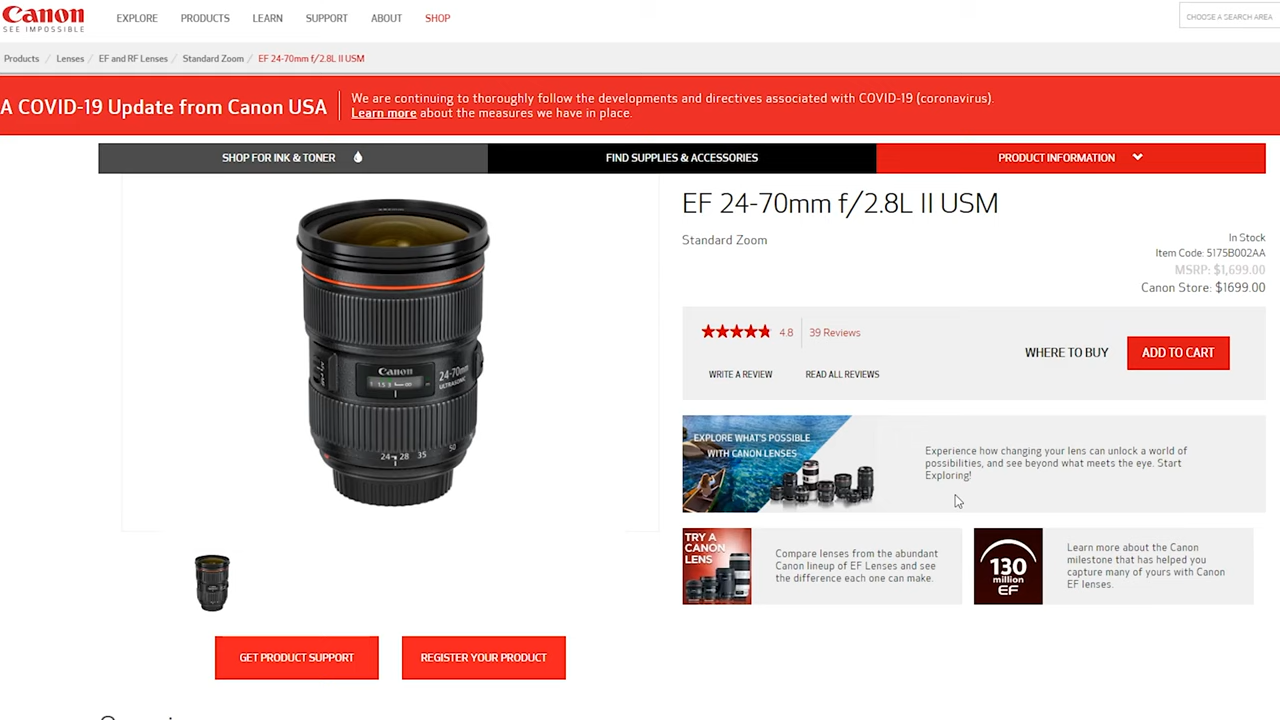 Canon
SEE IMPOSSIBLE
EXPLORE PRODUCTS LEARN SUPPORT ABOUT SHOP
CHOOSE A SEARCH AREA
Products / Lenses / EF and RF Lenses / Standard Zoom / EF 24-70mm f/2.8L II USM
A COVID-19 Update from Canon USA
We are continuing to thoroughly follow the developments and directives associated with COVID-19 (coronavirus).
Learn more about the measures we have in place.
SHOP FOR INK & TONER
FIND SUPPLIES & ACCESSORIES
PRODUCT INFORMATION
EF 24-70mm f/2.8L II USM
Standard Zoom
In Stock
Item Code: 5175B002AA
MSRP: $1,699.00
Canon Store: $1699.00
4.8
39 Reviews
WHERE TO BUY
ADD TO CART
WRITE A REVIEW
READ ALL REVIEWS
Canon
24-70mm
ULTRASONIC
24 28 35 50
EXPLORE WHAT'S POSSIBLE
WITH CANON LENSES
Experience how changing your lens can unlock a world of
possibilities, and see beyond what meets the eye. Start
Exploring!
TRY A
CANON
LENS
Compare lenses from the abundant
Canon lineup of EF Lenses and see
the difference each one can make.
130
million
EF
Learn more about the Canon
milestone that has helped you
capture many of yours with Canon
EF lenses.
GET PRODUCT SUPPORT
REGISTER YOUR PRODUCT